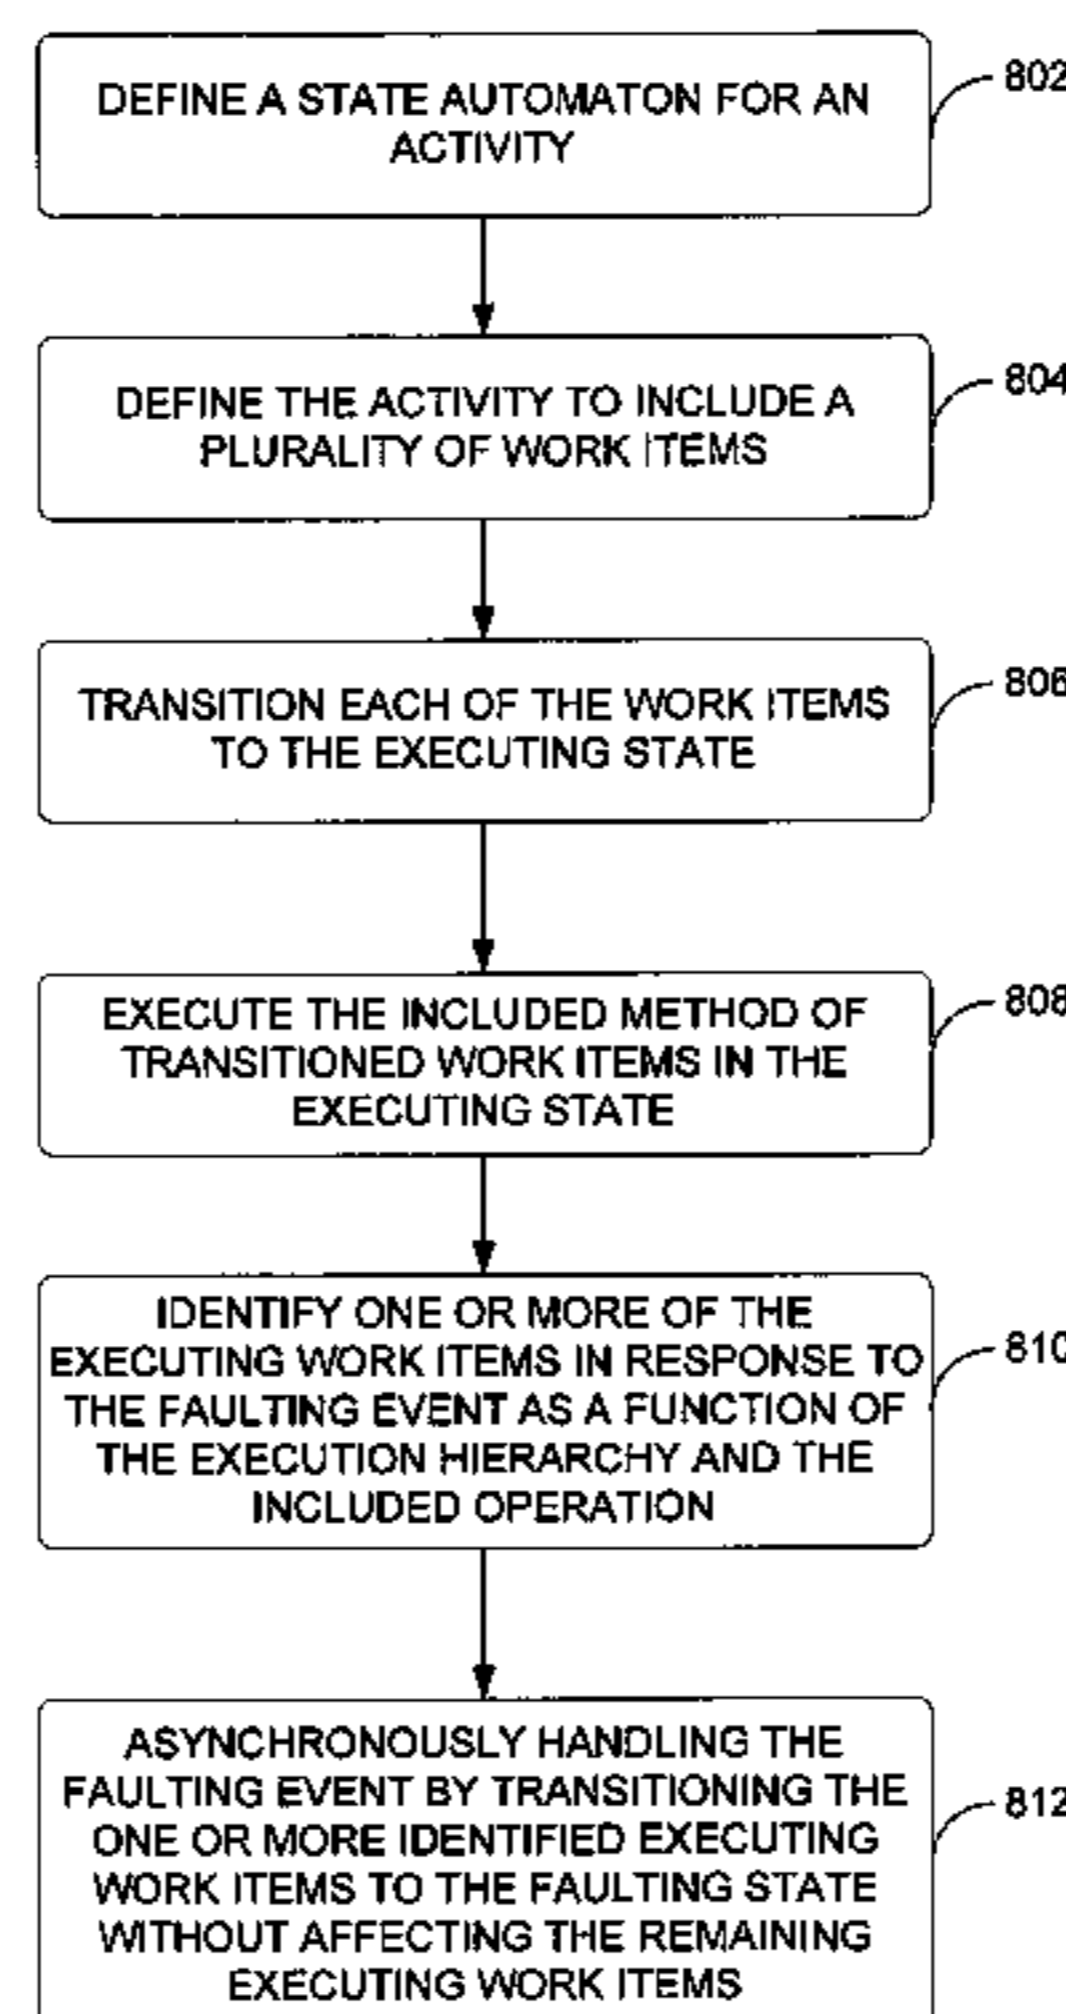 DEFINE A STATE AUTOMATON FOR AN
ACTIVITY
802
DEFINE THE ACTIVITY TO INCLUDE A
PLURALITY OF WORK ITEMS
804
TRANSITION EACH OF THE WORK ITEMS
TO THE EXECUTING STATE
806
EXECUTE THE INCLUDED METHOD OF
TRANSITIONED WORK ITEMS IN THE
EXECUTING STATE
808
IDENTIFY ONE OR MORE OF THE
EXECUTING WORK ITEMS IN RESPONSE TO
THE FAULTING EVENT AS A FUNCTION OF
THE EXECUTION HIERARCHY AND THE
INCLUDED OPERATION
810
ASYNCHRONOUSLY HANDLING THE
FAULTING EVENT BY TRANSITIONING THE
ONE OR MORE IDENTIFIED EXECUTING
WORK ITEMS TO THE FAULTING STATE
WITHOUT AFFECTING THE REMAINING
EXECUTING WORK ITEMS
812